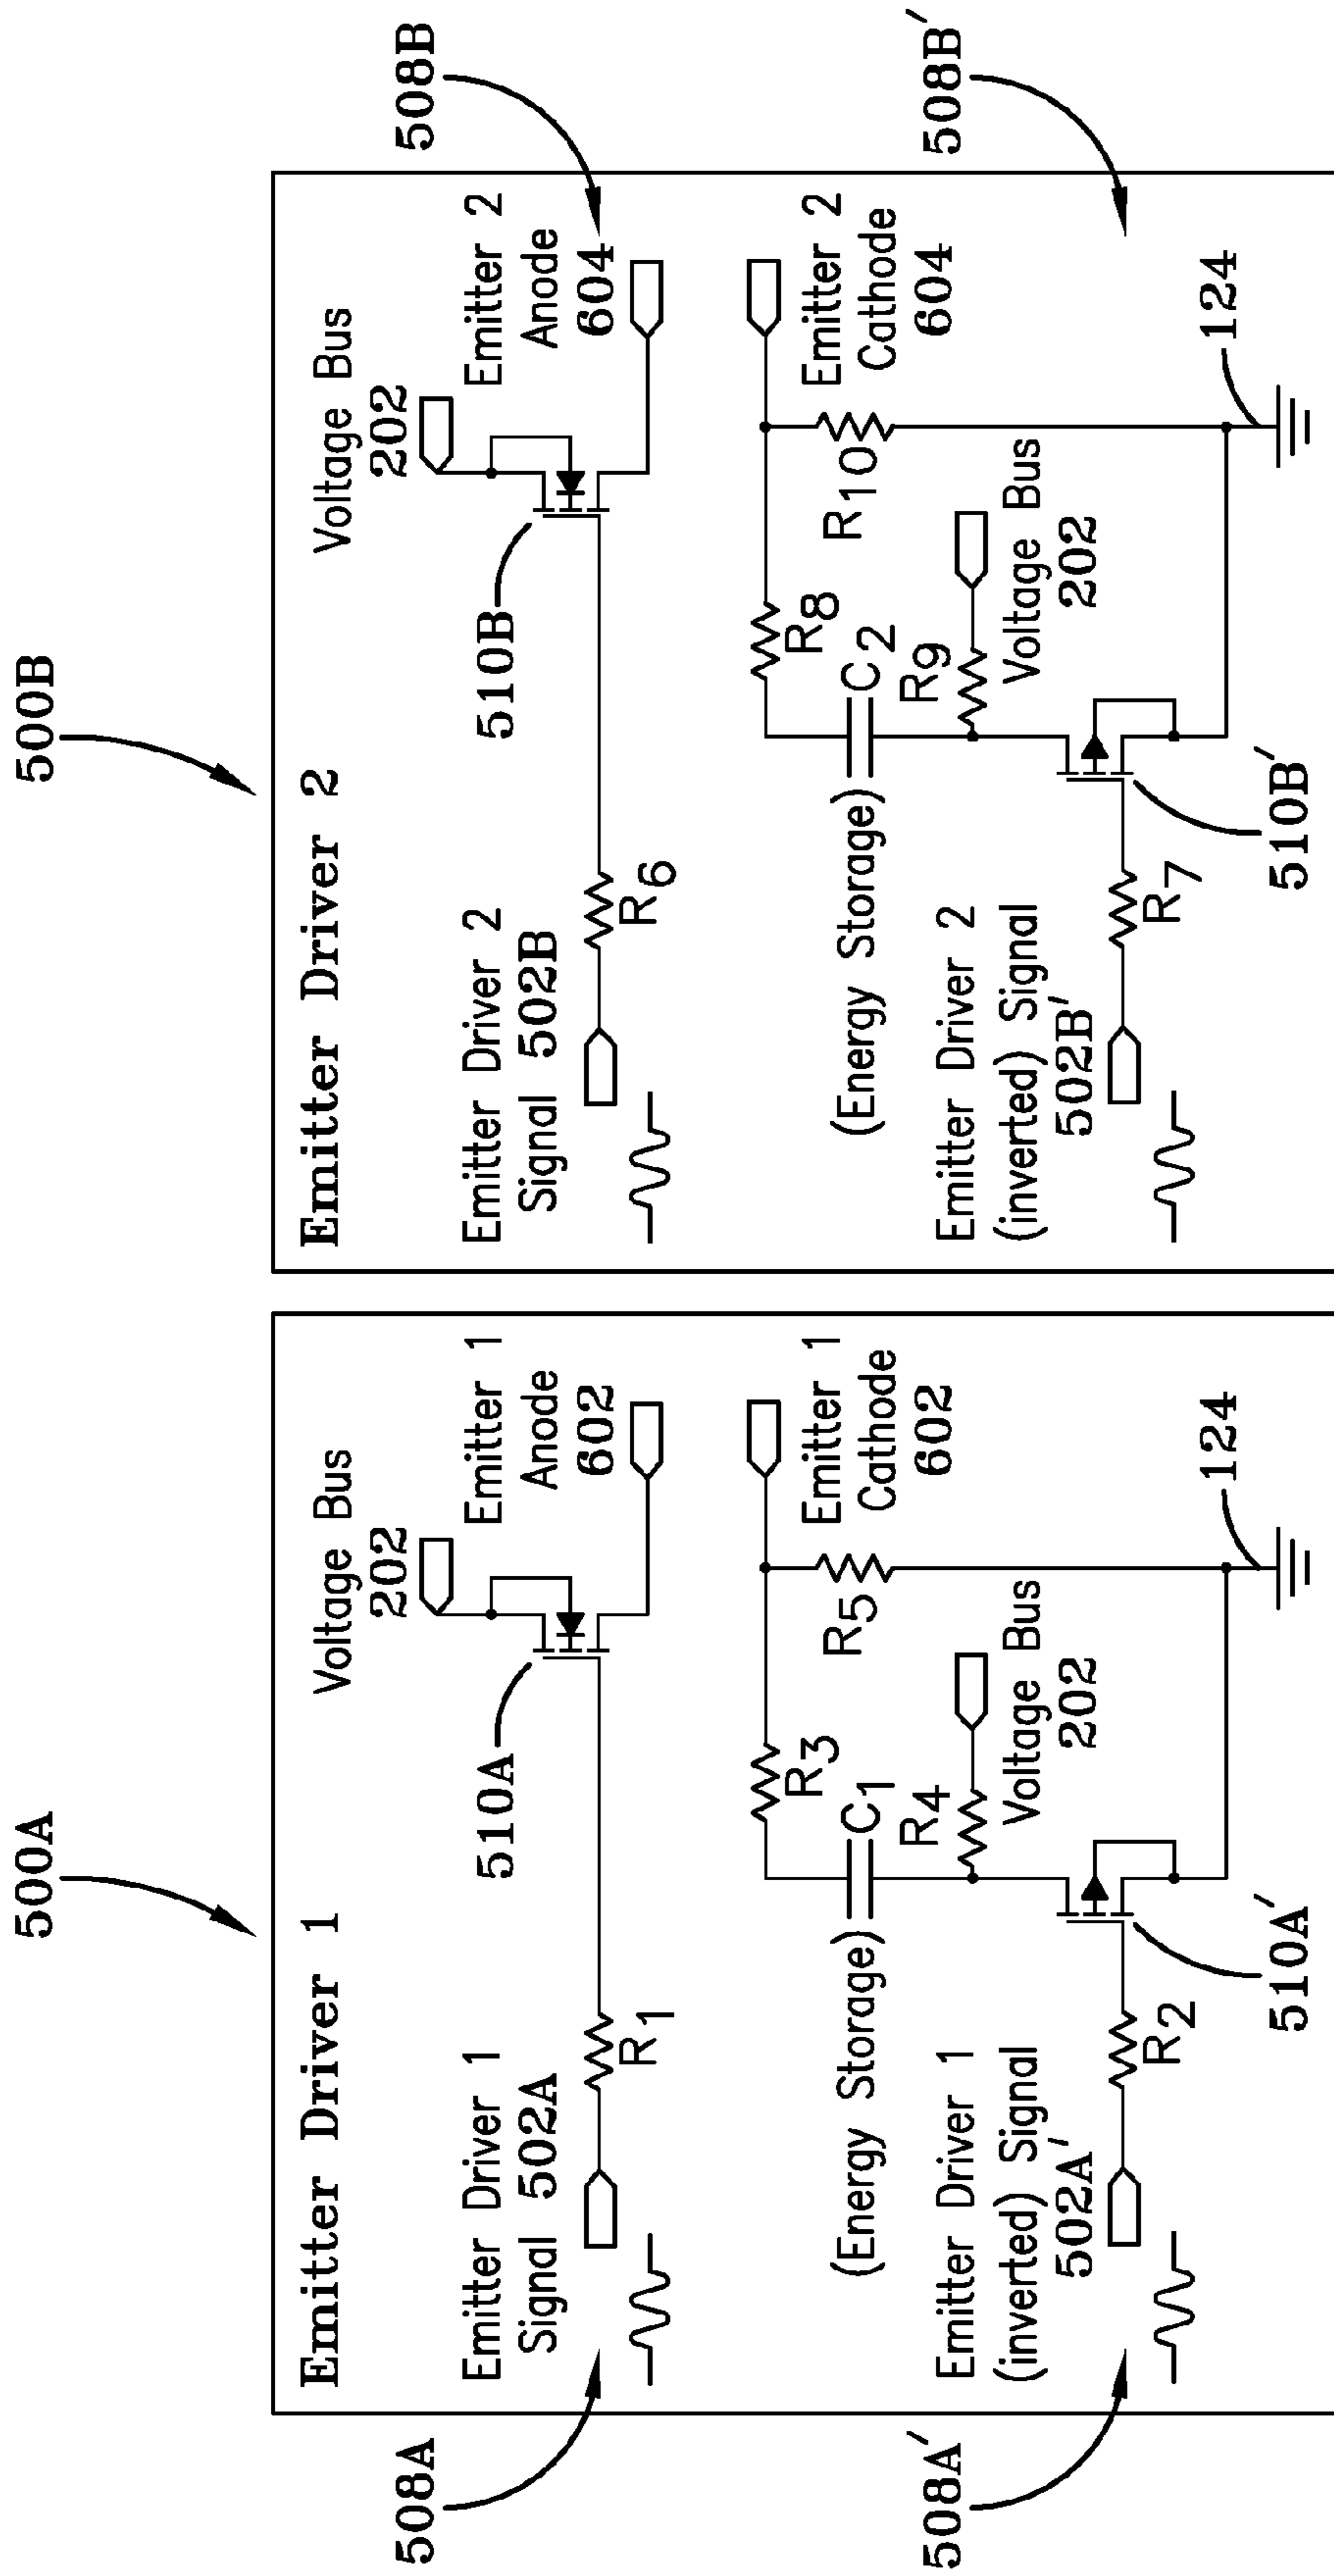 500A
Emitter Driver 1
508A
Emitter Driver 1
Signal 502A
R1
510A
Voltage Bus
202
Emitter 1
Anode
602
(Energy Storage)
C1
R3
R4
R5
Voltage Bus
202
Emitter 1
Cathode
602
508A'
Emitter Driver 1
(inverted) Signal
502A'
R2
510A'
124
500B
Emitter Driver 2
Emitter Driver 2
Signal 502B
R6
510B
Voltage Bus
202
Emitter 2
Anode
604
508B
(Energy Storage)
C2
R8
R9
R10
Voltage Bus
202
Emitter 2
Cathode
604
Emitter Driver 2
(inverted) Signal
502B'
R7
510B'
124
508B'